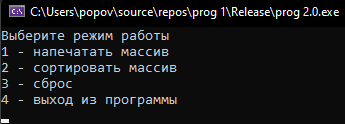 C:\Users\popov\source\repos\prog 1\Release\prog 2.0.exe
Выберите режим работы
1 - напечатать массив
2 - сортировать массив
3 - сброс
4 - выход из программы